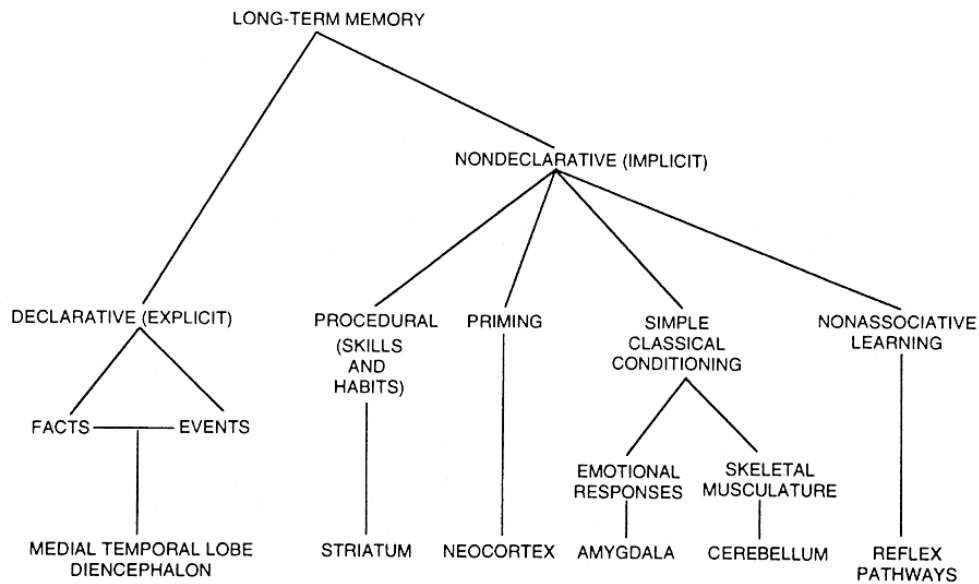 LONG-TERM MEMORY
NONDECLARATIVE (IMPLICIT)
DECLARATIVE (EXPLICIT)
PROCEDURAL
(SKILLS
AND
HABITS)
PRIMING
SIMPLE
CLASSICAL
CONDITIONING
NONASSOCIATIVE
LEARNING
FACTS
EVENTS
EMOTIONAL
RESPONSES
SKELETAL
MUSCULATURE
MEDIAL TEMPORAL LOBE
DIENCEPHALON
STRIATUM
NEOCORTEX
AMYGDALA
CEREBELLUM
REFLEX
PATHWAYS